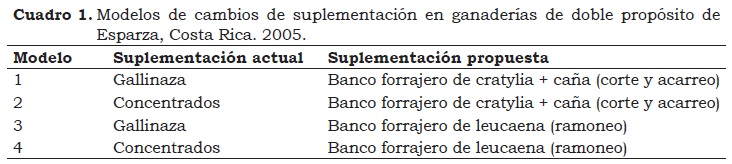 Cuadro 1. Modelos de cambios de suplementación en ganaderías de doble propósito de
Esparza, Costa Rica. 2005.
Modelo Suplementación actual Suplementación propuesta
1 Gallinaza Banco forrajero de cratylia + caña (corte y acarreo)
2 Concentrados Banco forrajero de cratylia + caña (corte y acarreo)
3 Gallinaza Banco forrajero de leucaena (ramoneo)
4 Concentrados Banco forrajero de leucaena (ramoneo)